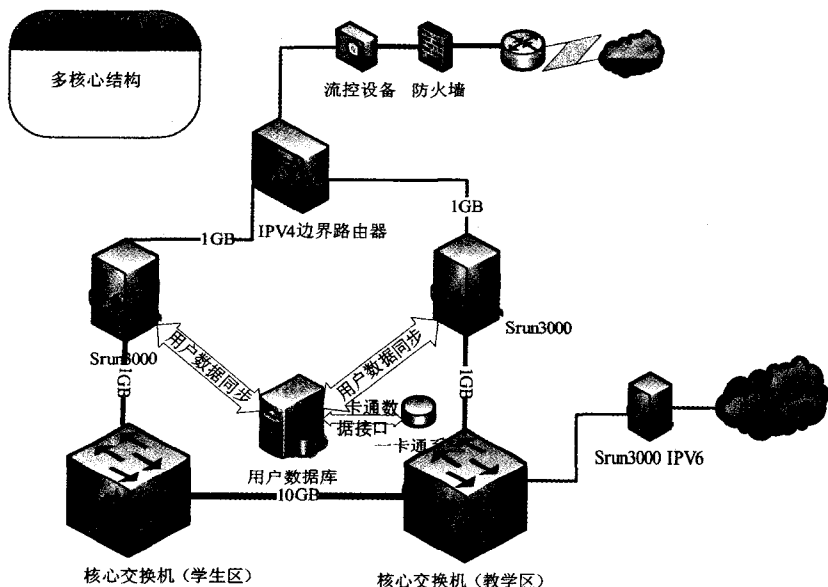 多核心结构
流控设备
防火墙
IPV4边界路由器
1GB
1GB
Srun3000
Srun3000
用户数据同步
用户数据同步
1GB
1GB
卡通数
据接口
一卡通系
用户数据库
Srun3000 IPV6
10GB
核心交换机（学生区）
核心交换机（教学区）